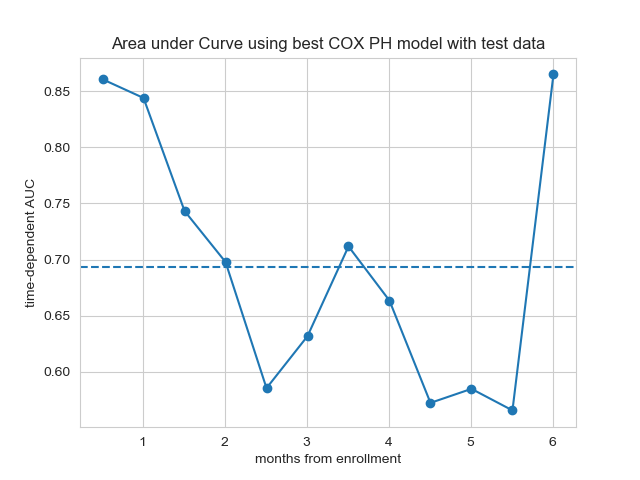 Area under Curve using best COX PH model with test data
time-dependent AUC
0.85
0.80
0.75
0.70
0.65
0.60
1 2 3 4 5 6
months from enrollment